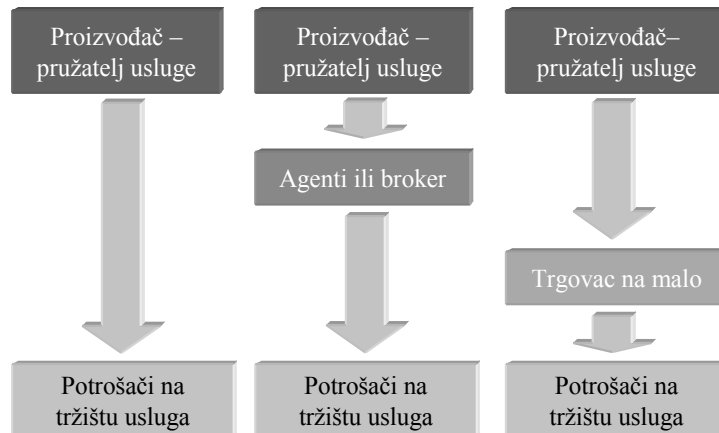 Proizvođač –
pružatelj usluge
Proizvođač –
pružatelj usluge
Proizvođač–
pružatelj usluge
Agenti ili broker
Trgovac na malo
Potrošači na
tržištu usluga
Potrošači na
tržištu usluga
Potrošači na
tržištu usluga